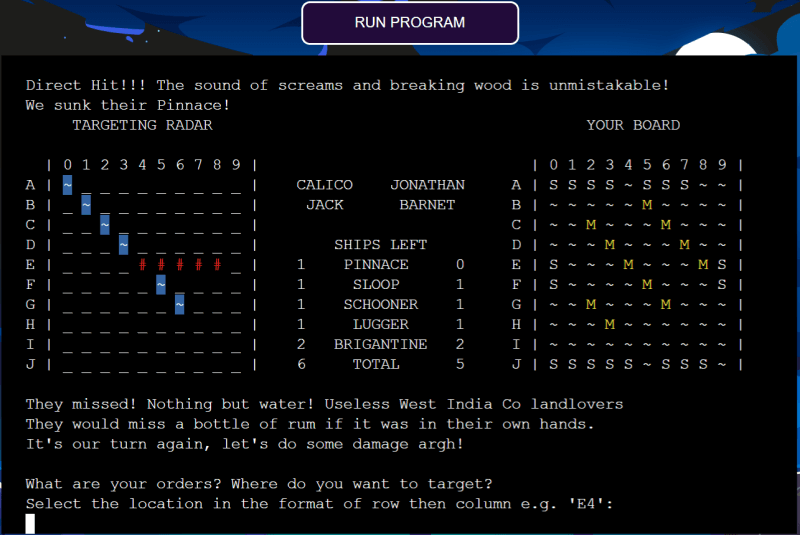 RUN PROGRAM
Direct Hit!!! The sound of screams and breaking wood is unmistakable!
We sunk their Pinnace!
TARGETING RADAR YOUR BOARD
| 0 1 2 3 4 5 6 7 8 9 | | 0 1 2 3 4 5 6 7 8 9 |
A | ~ _ _ _ _ _ _ _ _ _ | CALICO JONATHAN A | S S S S ~ S S S ~ ~ |
B | _ ~ _ _ _ _ _ _ _ _ | JACK BARNET B | ~ ~ ~ ~ ~ M ~ ~ ~ ~ |
C | _ _ ~ _ _ _ _ _ _ _ | C | ~ ~ M ~ ~ ~ M ~ ~ ~ |
D | _ _ _ ~ _ _ _ _ _ _ | SHIPS LEFT D | ~ ~ ~ M ~ ~ ~ M ~ ~ |
E | _ _ _ _ # # # # # _ | 1 PINNACE 0 E | S ~ ~ ~ M ~ ~ ~ M S |
F | _ _ _ _ _ ~ _ _ _ _ | 1 SLOOP 1 F | S ~ ~ ~ ~ M ~ ~ ~ S |
G | _ _ _ _ _ _ ~ _ _ _ | 1 SCHOONER 1 G | ~ ~ M ~ ~ ~ M ~ ~ ~ |
H | _ _ _ _ _ _ _ _ _ _ | 1 LUGGER 1 H | ~ ~ ~ M ~ ~ ~ ~ ~ ~ |
I | _ _ _ _ _ _ _ _ _ _ | 2 BRIGANTINE 2 I | ~ ~ ~ ~ ~ ~ ~ ~ ~ ~ |
J | _ _ _ _ _ _ _ _ _ _ | 6 TOTAL 5 J | S S S S S ~ S S S S |
They missed! Nothing but water! Useless West India Co landlovers
They would miss a bottle of rum if it was in their own hands.
It's our turn again, let's do some damage argh!
What are your orders? Where do you want to target?
Select the location in the format of row then column e.g. 'E4':